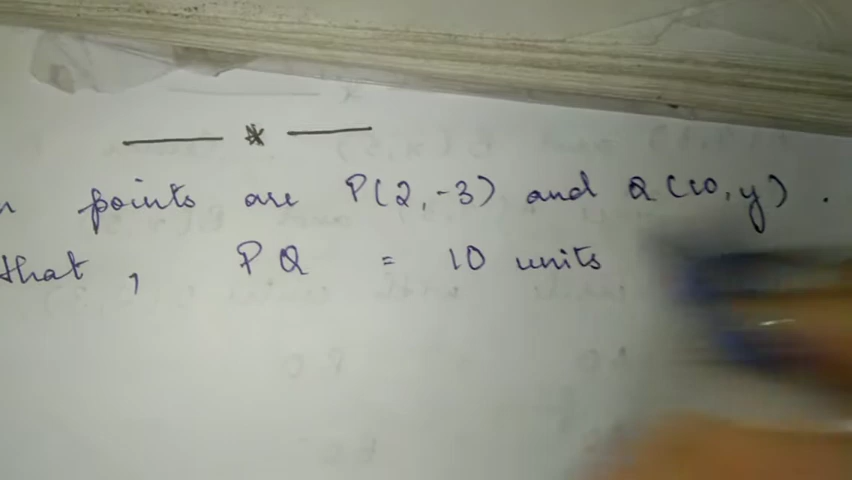 points are P(2,-3) and Q(10,y).
that, PQ = 10 units